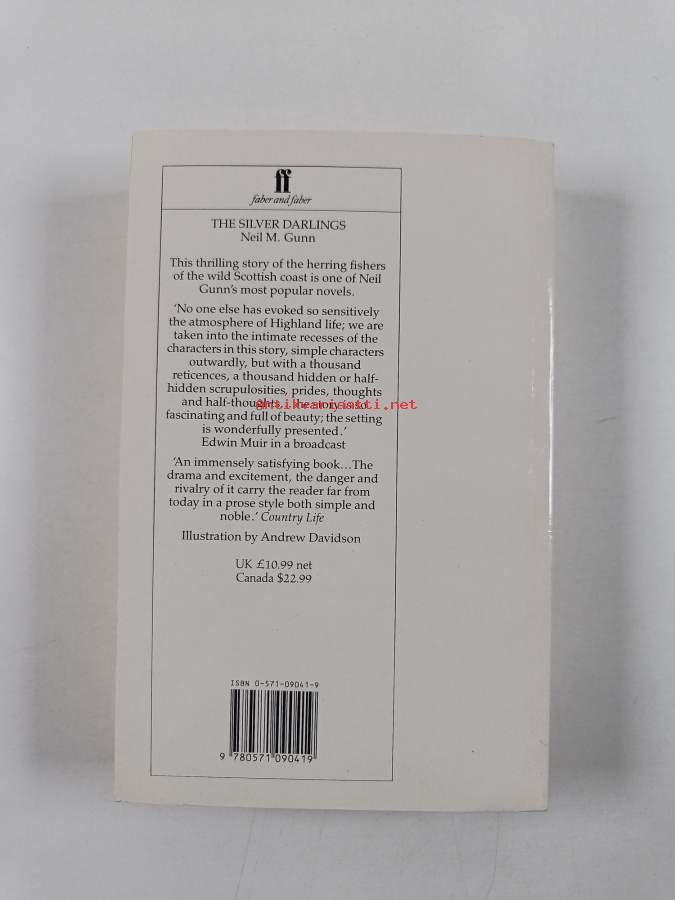 ff
faber and faber
THE SILVER DARLINGS
Neil M. Gunn
This thrilling story of the herring fishers
of the wild Scottish coast is one of Neil
Gunn's most popular novels.
'No one else has evoked so sensitively
the atmosphere of Highland life; we are
taken into the intimate recesses of the
characters in this story, simple characters
outwardly, but with a thousand
reticences, a thousand hidden or half-
hidden scrupulosities, prides, thoughts
and half-thoughts the story is so
antikvariaatti.net
fascinating and full of beauty; the setting
is wonderfully presented.'
Edwin Muir in a broadcast
'An immensely satisfying book...The
drama and excitement, the danger and
rivalry of it carry the reader far from
today in a prose style both simple and
noble.' Country Life
Illustration by Andrew Davidson
UK £10.99 net
Canada $22.99
ISBN 0-571-09041-9
9 780571 090419